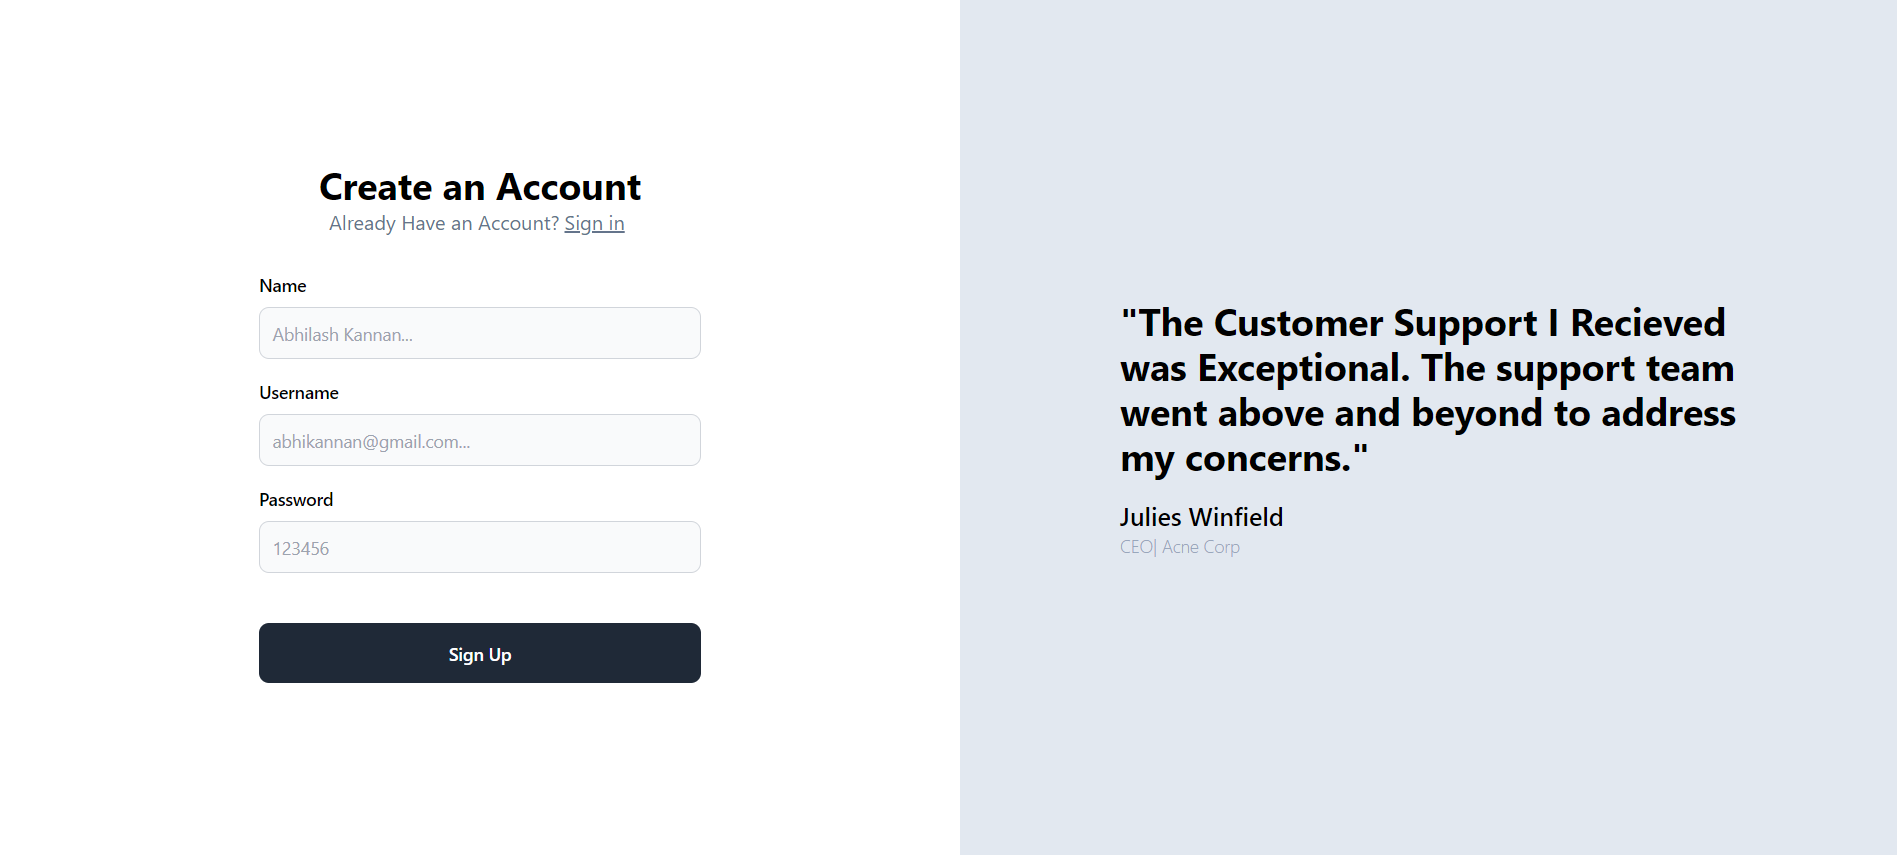 Create an Account
Already Have an Account? Sign in
Name
Abhilash Kannan...
Username
abhikannan@gmail.com...
Password
123456
Sign Up
"The Customer Support I Recieved
was Exceptional. The support team
went above and beyond to address
my concerns."
Julies Winfield
CEO| Acne Corp